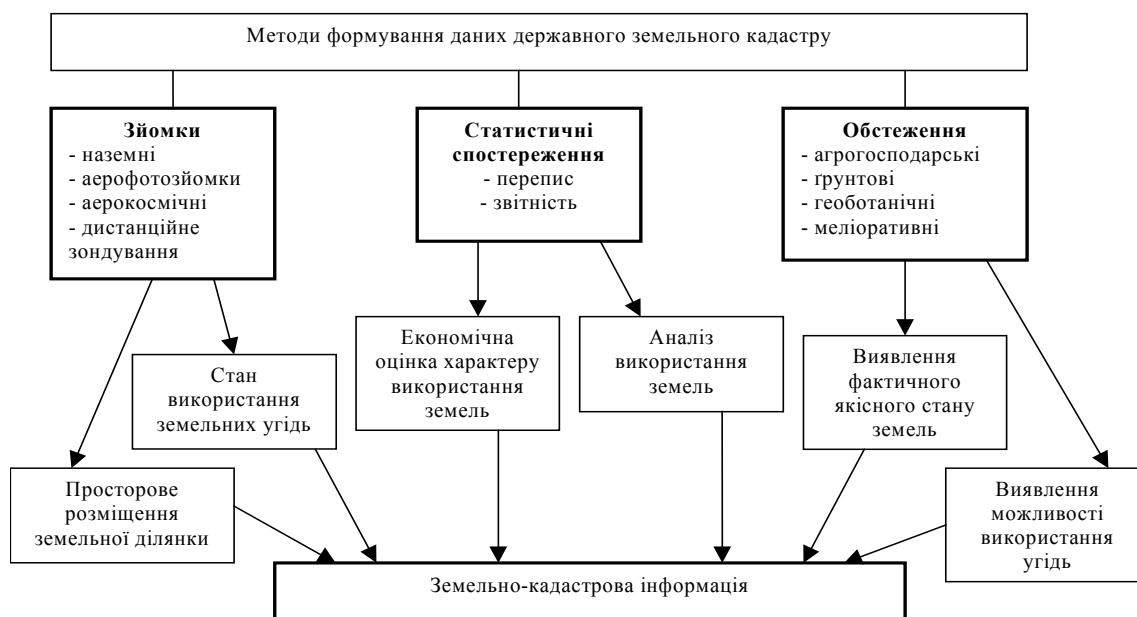 Методи формування даних державного земельного кадастру
Зйомки
- наземні
- аерофотозйомки
- аерокосмічні
- дистанційне
зондування
Статистичні
спостереження
- перепис
- звітність
Обстеження
- агрогосподарські
- ґрунтові
- геоботанічні
- меліоративні
Економічна
оцінка характеру
використання
земель
Аналіз
використання
земель
Виявлення
фактичного
якісного стану
земель
Стан
використання
земельних угідь
Просторове
розміщення
земельної ділянки
Виявлення
можливості
використання
угідь
Земельно-кадастрова інформація